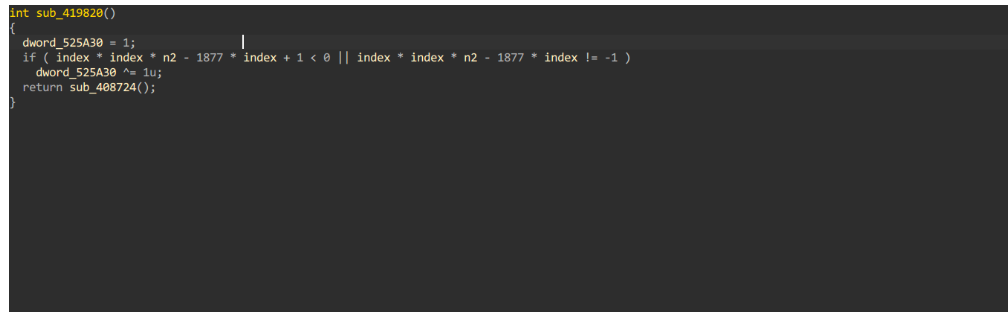 int sub_419820()
{
dword_525A30 = 1;
if ( index * index * n2 - 1877 * index + 1 < 0 || index * index * n2 - 1877 * index != -1 )
dword_525A30 ^= 1u;
return sub_408724();
}